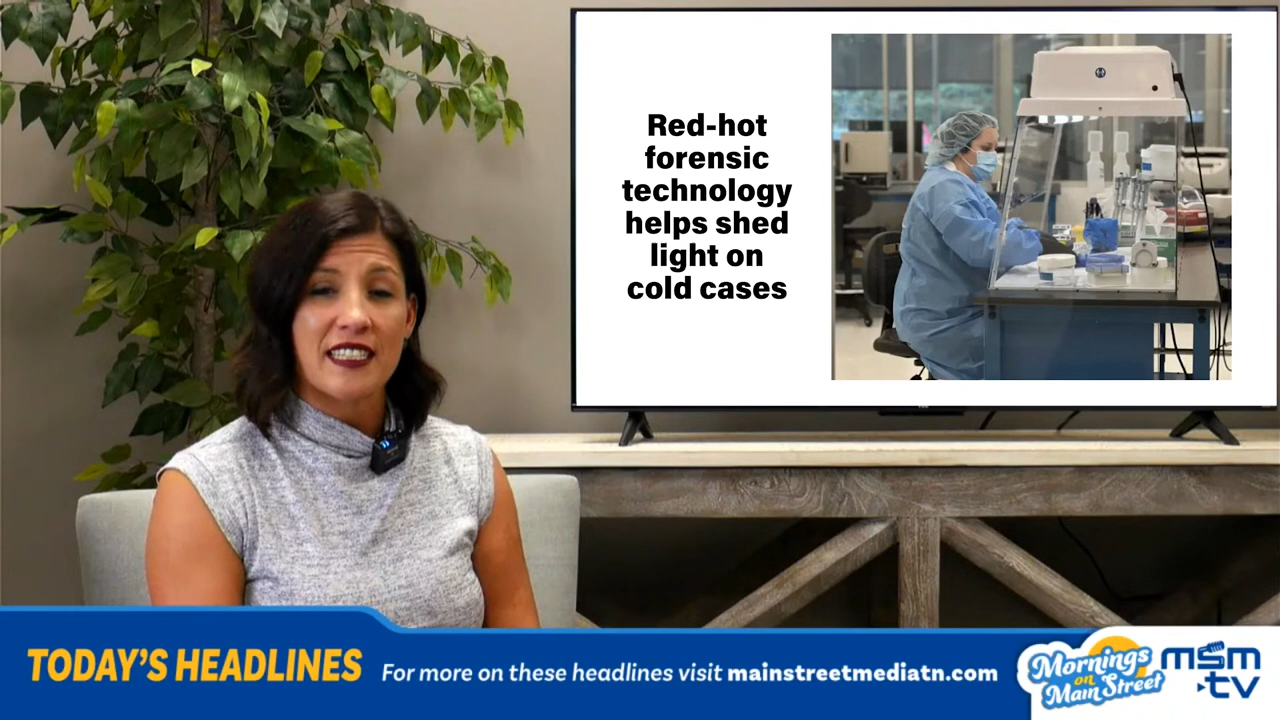 Red-hot
forensic
technology
helps shed
light on
cold cases
TODAY'S HEADLINES
For more on these headlines visit mainstreetmediatn.com
Mornings
on
Main Street
msm
tv